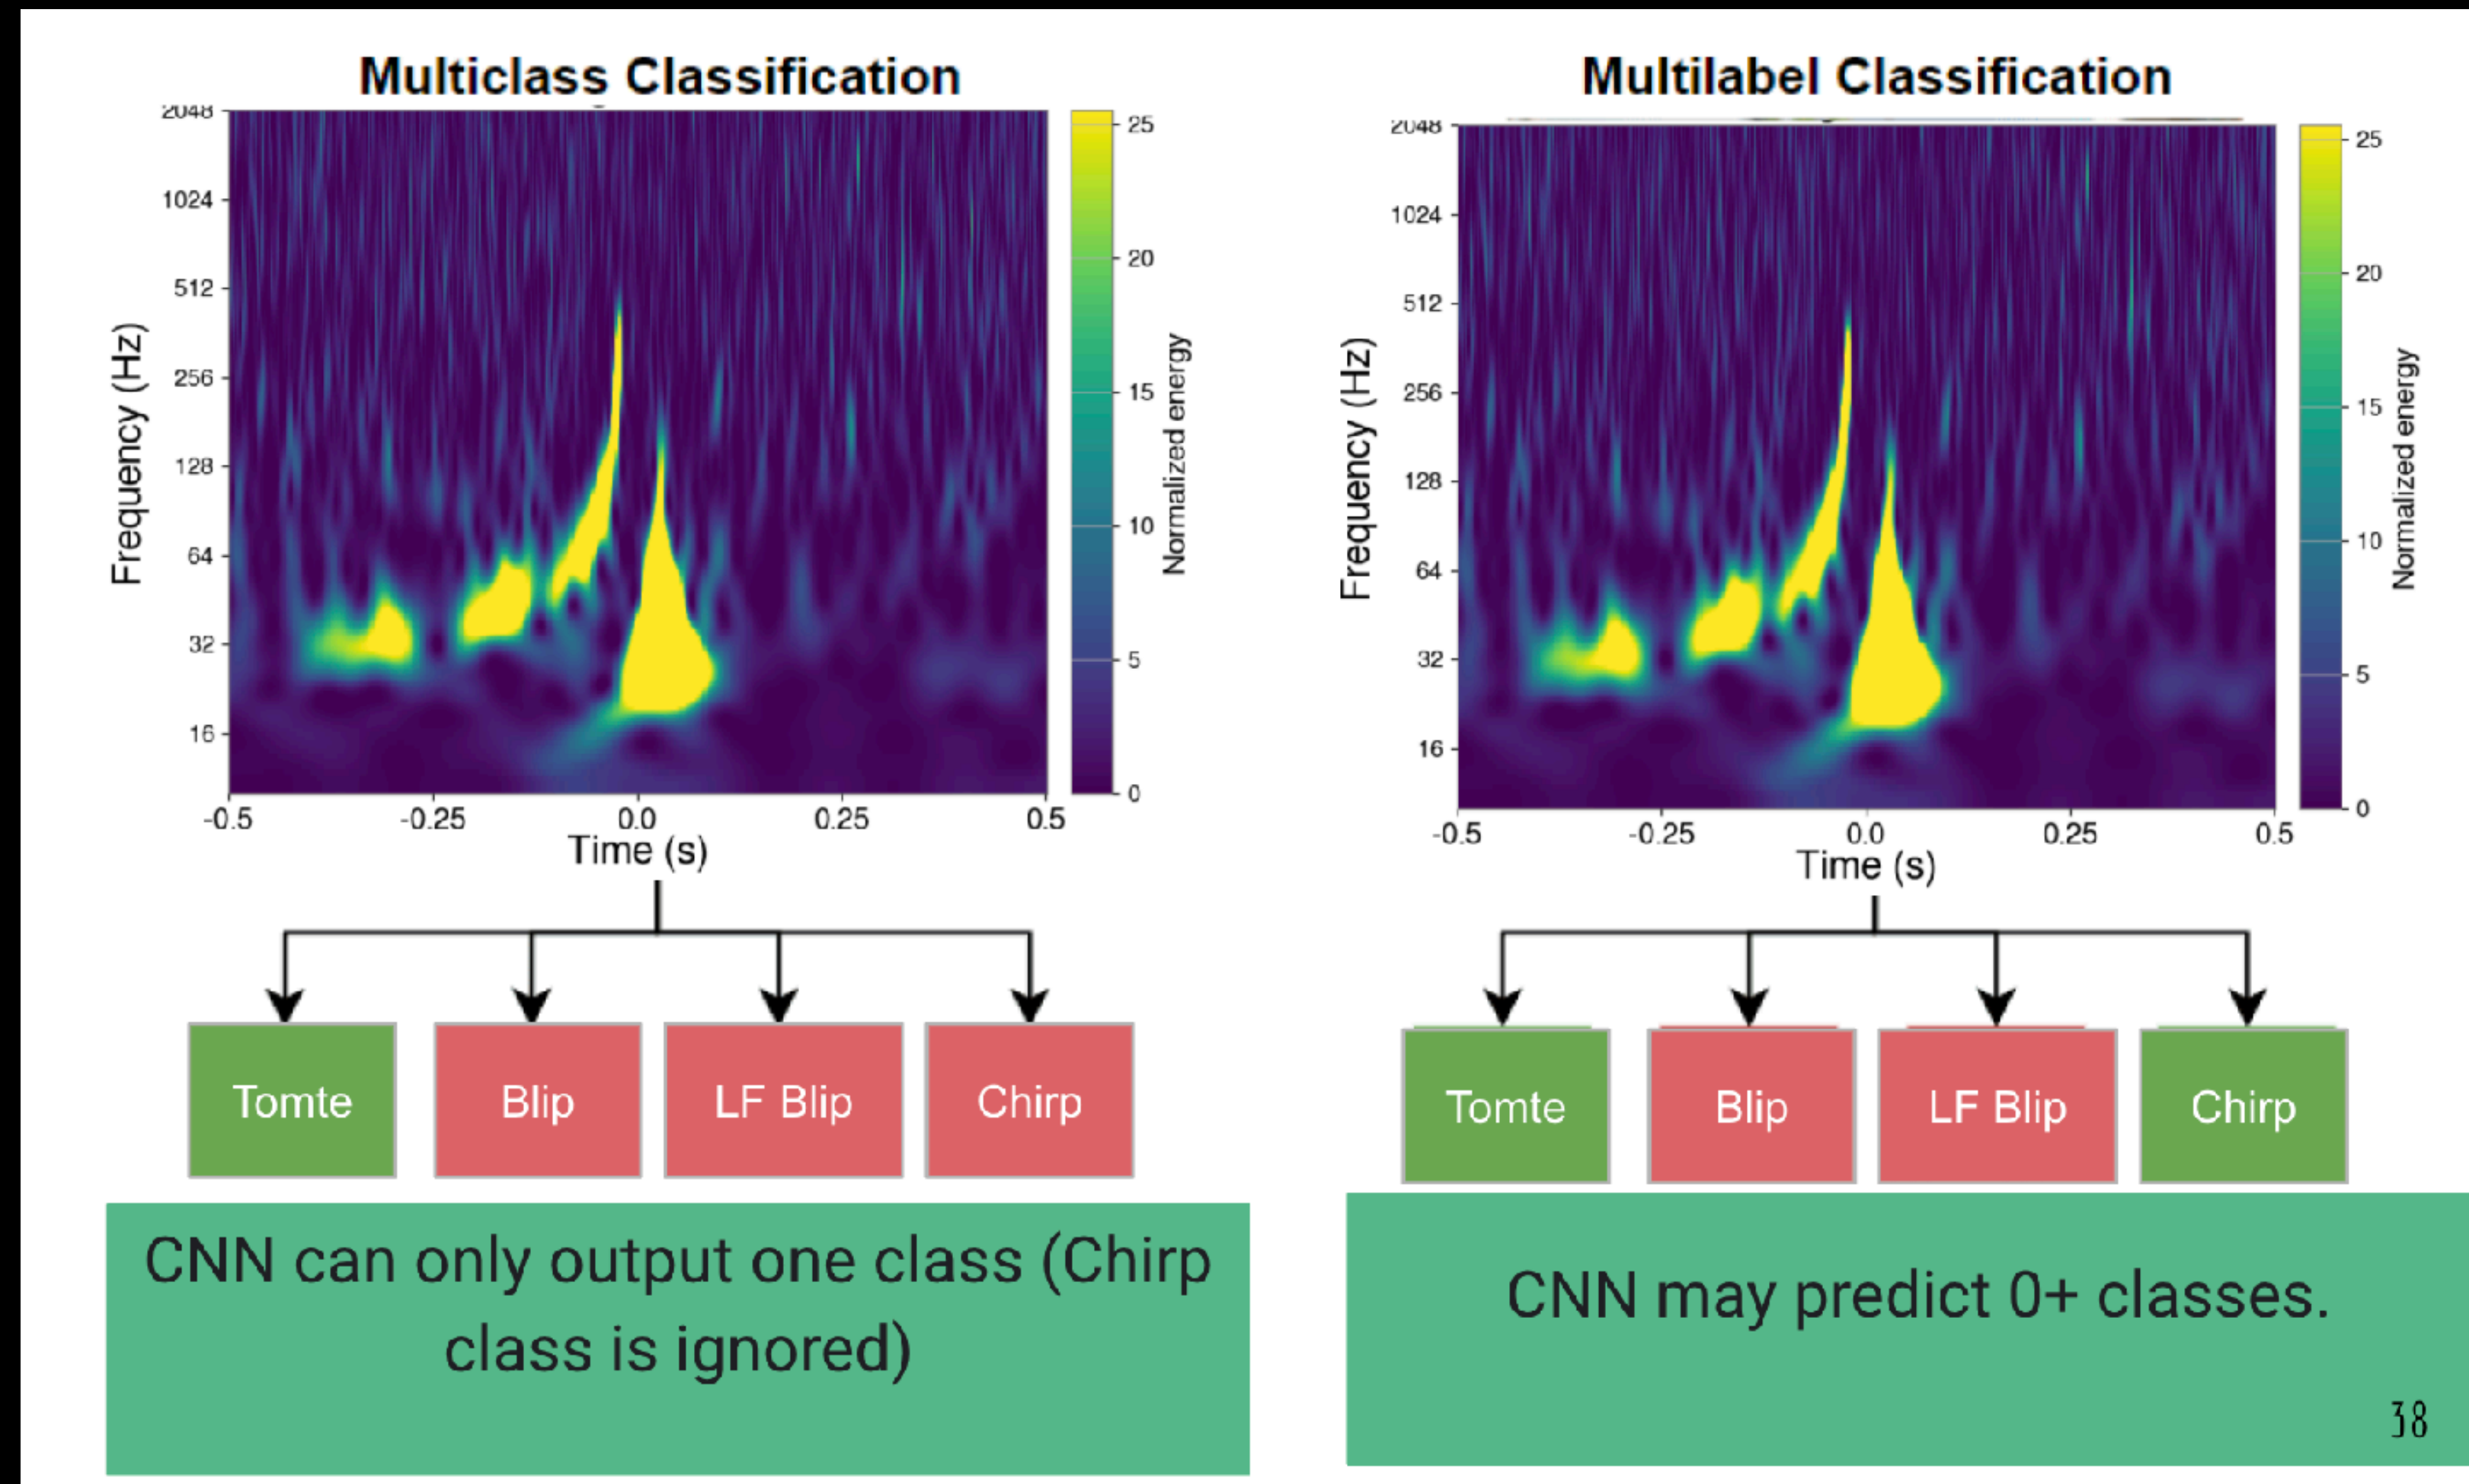 Multiclass Classification
2048
1024
512
256
128
64
32
16
Frequency (Hz)
-0.5 -0.25 0.0 0.25 0.5
Time (s)
25
20
15
10
5
0
Normalized energy
Tomte Blip LF Blip Chirp
CNN can only output one class (Chirp
class is ignored)
Multilabel Classification
2048
1024
512
256
128
64
32
16
Frequency (Hz)
-0.5 -0.25 0.0 0.25 0.5
Time (s)
25
20
15
10
5
0
Normalized energy
Tomte Blip LF Blip Chirp
CNN may predict 0+ classes.
38